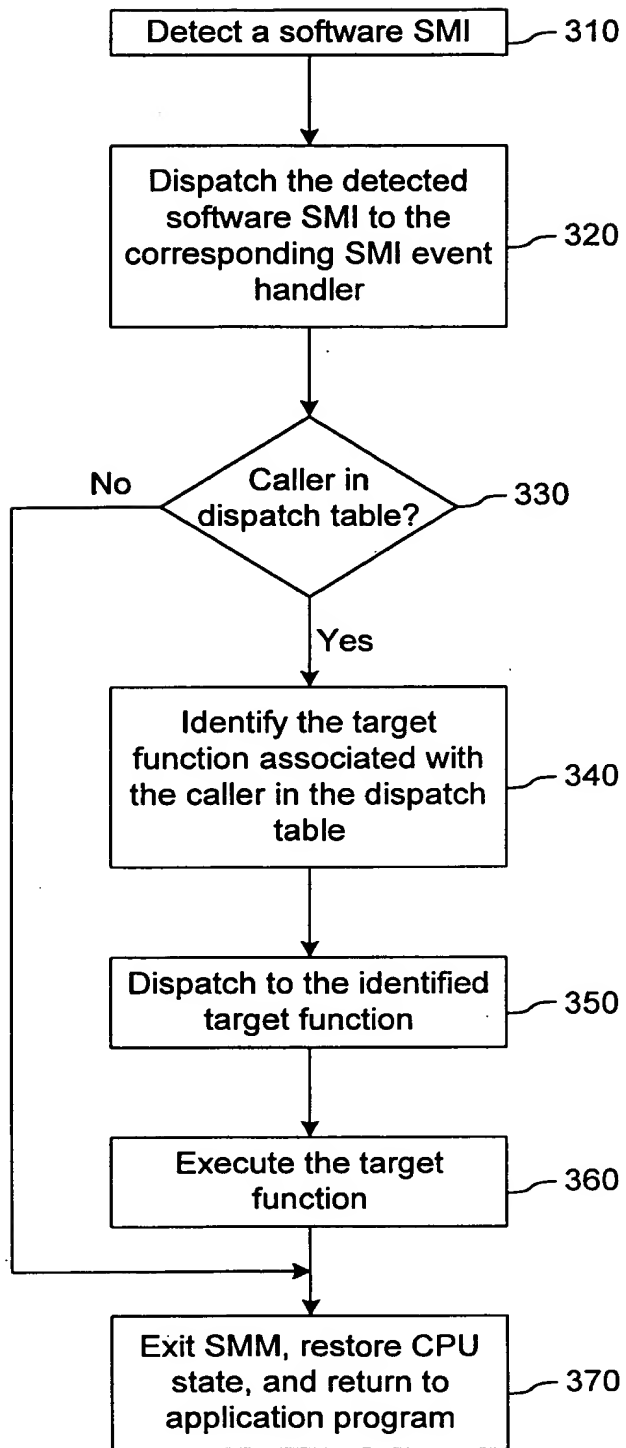 Detect a software SMI
310
Dispatch the detected
software SMI to the
corresponding SMI event
handler
320
Caller in
dispatch table?
330
No
Yes
Identify the target
function associated with
the caller in the dispatch
table
340
Dispatch to the identified
target function
350
Execute the target
function
360
Exit SMM, restore CPU
state, and return to
application program
370